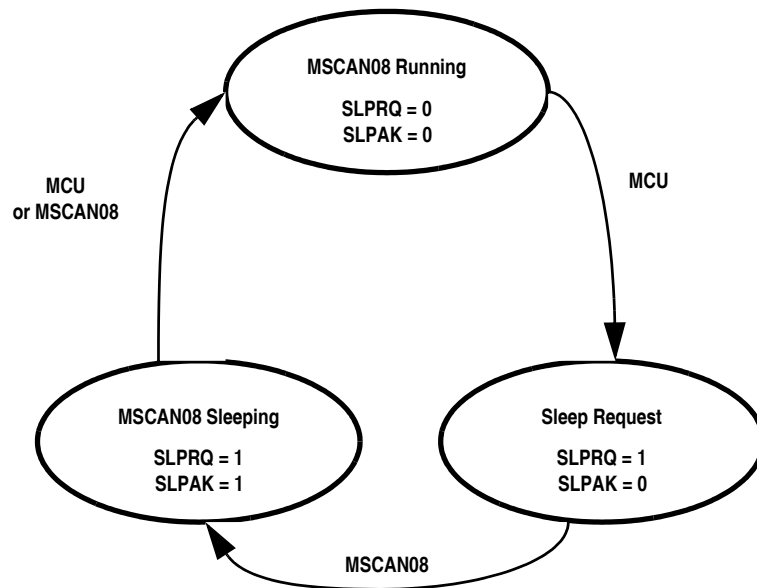 MSCAN08 Running
SLPRQ = 0
SLPAK = 0
MCU
or MSCAN08
MCU
MSCAN08 Sleeping
SLPRQ = 1
SLPAK = 1
Sleep Request
SLPRQ = 1
SLPAK = 0
MSCAN08